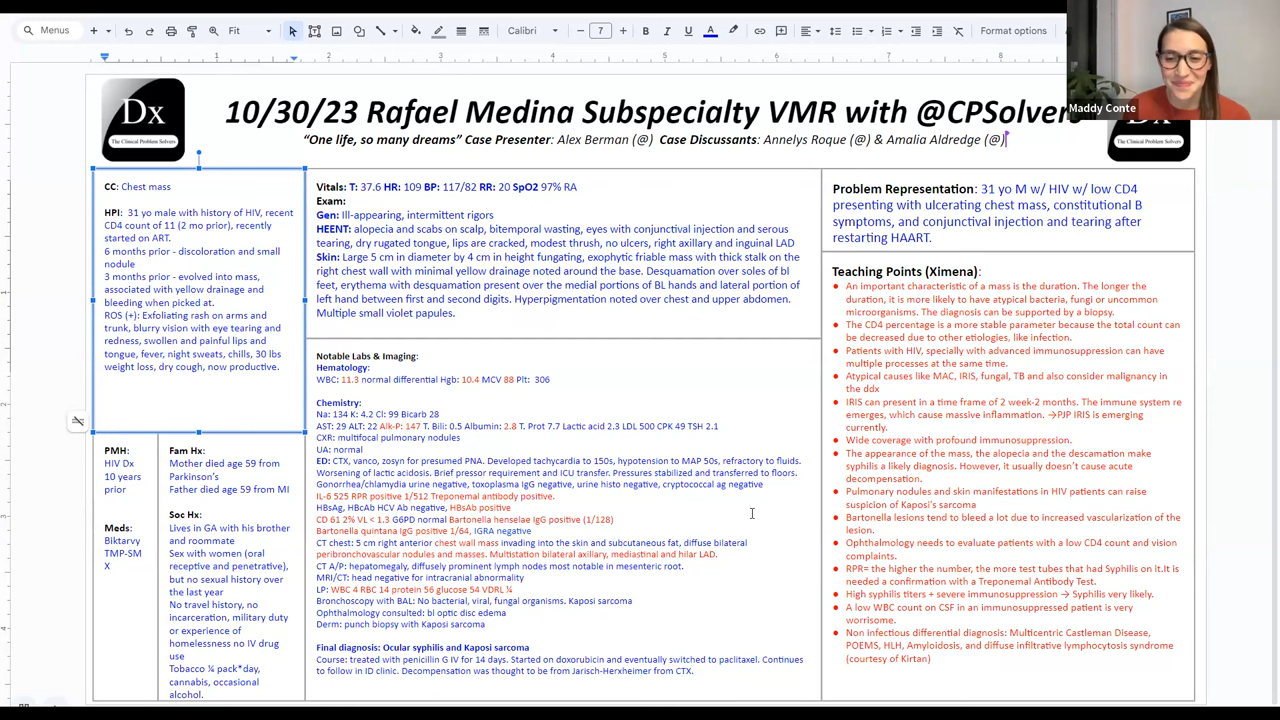 Menus
Fit
Calibri
7
Format options
Maddy Conte
Dx
The Clinical Problem Solvers
10/30/23 Rafael Medina Subspecialty VMR with @CPSolvers
“One life, so many dreams” Case Presenter: Alex Berman (@) Case Discussants: Annelys Roque (@) & Amalia Aldredge (@)
The Clinical Problem Solvers
CC: Chest mass
HPI: 31 yo male with history of HIV, recent
CD4 count of 11 (2 mo prior), recently
started on ART.
6 months prior - discoloration and small
nodule
3 months prior - evolved into mass,
associated with yellow drainage and
bleeding when picked at.
ROS (+): Exfoliating rash on arms and
trunk, blurry vision with eye tearing and
redness, swollen and painful lips and
tongue, fever, night sweats, chills, 30 lbs
weight loss, dry cough, now productive.
PMH:
HIV Dx
10 years
prior
Meds:
Biktarvy
TMP-SM
X
Fam Hx:
Mother died age 59 from
Parkinson’s
Father died age 59 from MI
Soc Hx:
Lives in GA with his brother
and roommate
Sex with women (oral
receptive and penetrative),
but no sexual history over
the last year
No travel history, no
incarceration, military duty
or experience of
homelessness no IV drug
use
Tobacco ¼ pack*day,
cannabis, occasional
alcohol.
Vitals: T: 37.6 HR: 109 BP: 117/82 RR: 20 SpO2 97% RA
Exam:
Gen: Ill-appearing, intermittent rigors
HEENT: alopecia and scabs on scalp, bitemporal wasting, eyes with conjunctival injection and serous
tearing, dry rugated tongue, lips are cracked, modest thrush, no ulcers, right axillary and inguinal LAD
Skin: Large 5 cm in diameter by 4 cm in height fungating, exophytic friable mass with thick stalk on the
right chest wall with minimal yellow drainage noted around the base. Desquamation over soles of bl
feet, erythema with desquamation present over the medial portions of BL hands and lateral portion of
left hand between first and second digits. Hyperpigmentation noted over chest and upper abdomen.
Multiple small violet papules.
Notable Labs & Imaging:
Hematology:
WBC: 11.3 normal differential Hgb: 10.4 MCV 88 Plt: 306
Chemistry:
Na: 134 K: 4.2 Cl: 99 Bicarb 28
AST: 29 ALT: 22 Alk-P: 147 T. Bili: 0.5 Albumin: 2.8 T. Prot 7.7 Lactic acid 2.3 LDL 500 CPK 49 TSH 2.1
CXR: multifocal pulmonary nodules
UA: normal
ED: CTX, vanco, zosyn for presumed PNA. Developed tachycardia to 150s, hypotension to MAP 50s, refractory to fluids.
Worsening of lactic acidosis. Brief pressor requirement and ICU transfer. Pressures stabilized and transferred to floors.
Gonorrhea/chlamydia urine negative, toxoplasma IgG negative, urine histo negative, cryptococcal ag negative
IL-6 525 RPR positive 1/512 Treponemal antibody positive.
HBsAg, HBcAb HCV Ab negative, HBsAb positive
CD 61 2% VL < 1.3 G6PD normal Bartonella henselae IgG positive (1/128)
Bartonella quintana IgG positive 1/64, IGRA negative
CT chest: 5 cm right anterior chest wall mass invading into the skin and subcutaneous fat, diffuse bilateral
peribronchovascular nodules and masses. Multistation bilateral axillary, mediastinal and hilar LAD.
CT A/P: hepatomegaly, diffusely prominent lymph nodes most notable in mesenteric root.
MRI/CT: head negative for intracranial abnormality
LP: WBC 4 RBC 14 protein 56 glucose 54 VDRL ¼
Bronchoscopy with BAL: No bacterial, viral, fungal organisms. Kaposi sarcoma
Ophthalmology consulted: bl optic disc edema
Derm: punch biopsy with Kaposi sarcoma
Final diagnosis: Ocular syphilis and Kaposi sarcoma
Course: treated with penicillin G IV for 14 days. Started on doxorubicin and eventually switched to paclitaxel. Continues
to follow in ID clinic. Decompensation was thought to be from Jarisch-Herxheimer from CTX.
Problem Representation: 31 yo M w/ HIV w/ low CD4
presenting with ulcerating chest mass, constitutional B
symptoms, and conjunctival injection and tearing after
restarting HAART.
Teaching Points (Ximena):
● An important characteristic of a mass is the duration. The longer the
duration, it is more likely to have atypical bacteria, fungi or uncommon
microorganisms. The diagnosis can be supported by a biopsy.
● The CD4 percentage is a more stable parameter because the total count can
be decreased due to other etiologies, like infection.
● Patients with HIV, specially with advanced immunosuppression can have
multiple processes at the same time.
● Atypical causes like MAC, IRIS, fungal, TB and also consider malignancy in
the ddx
● IRIS can present in a time frame of 2 week-2 months. The immune system re
emerges, which cause massive inflammation. →PJP IRIS is emerging
currently.
● Wide coverage with profound immunosuppression.
● The appearance of the mass, the alopecia and the descamation make
syphilis a likely diagnosis. However, it usually doesn’t cause acute
decompensation.
● Pulmonary nodules and skin manifestations in HIV patients can raise
suspicion of Kaposi’s sarcoma
● Bartonella lesions tend to bleed a lot due to increased vascularization of the
lesion.
● Ophthalmology needs to evaluate patients with a low CD4 count and vision
complaints.
● RPR= the higher the number, the more test tubes that had Syphilis on it.It is
needed a confirmation with a Treponemal Antibody Test.
● High syphilis titers + severe immunosuppression → Syphilis very likely.
● A low WBC count on CSF in an immunosuppressed patient is very
worrisome.
● Non infectious differential diagnosis: Multicentric Castleman Disease,
POEMS, HLH, Amyloidosis, and diffuse infiltrative lymphocytosis syndrome
(courtesy of Kirtan)